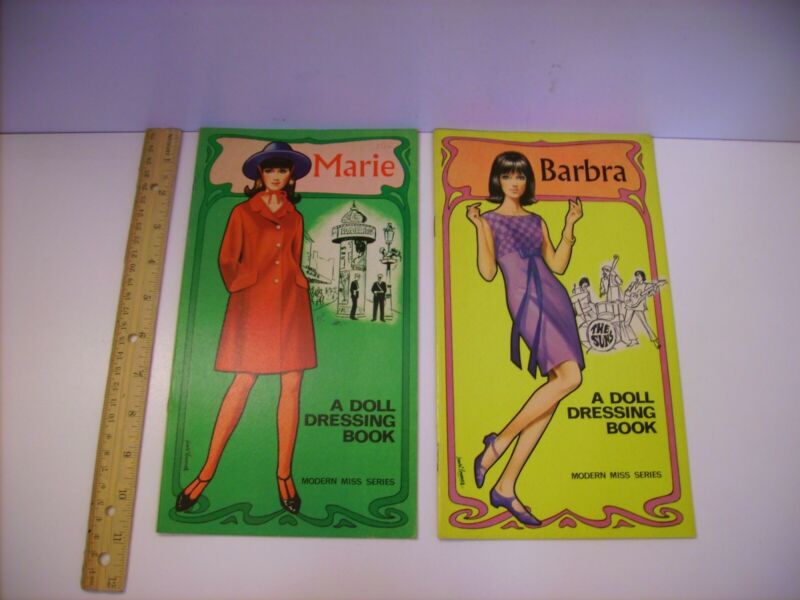 Marie
A DOLL
DRESSING
BOOK
MODERN MISS SERIES
Barbra
THE
SUNS
A DOLL
DRESSING
BOOK
MODERN MISS SERIES